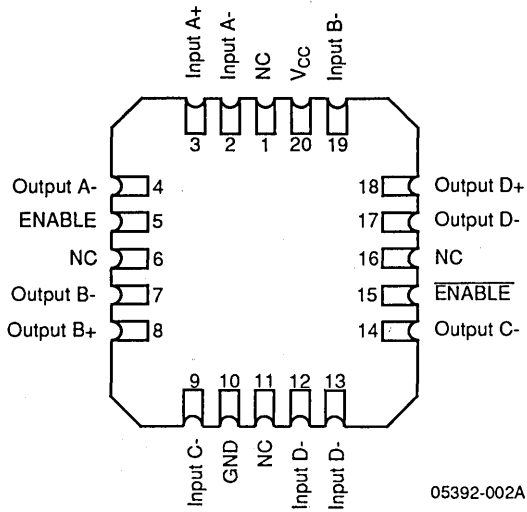 Input A+
Input A-
NC
VCC
Input B-
3 2 1 20 19
Output A- 4
18 Output D+
ENABLE 5
17 Output D-
NC 6
16 NC
Output B- 7
15 ENABLE
Output B+ 8
14 Output C-
9 10 11 12 13
Input C-
GND
NC
Input D-
Input D-
05392-002A